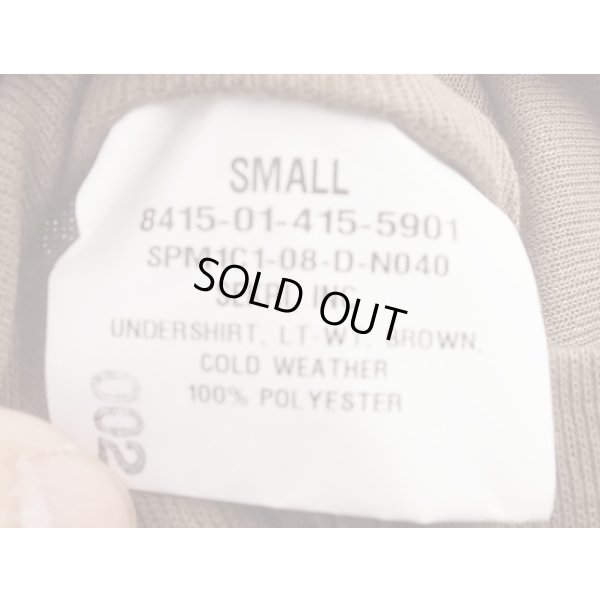 SMALL
8415-01-415-5901
SPM1C1-08-D-N040
INC
SOLD OUT
UNDERSHIRT, LT-WT, BROWN,
COLD WEATHER
100% POLYESTER
002